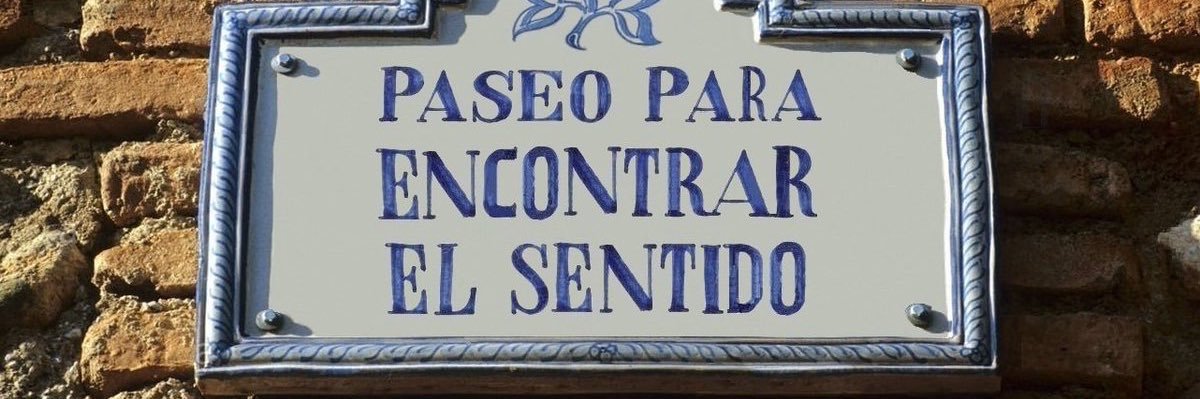 PASEO PARA
ENCONTRAR
EL SENTIDO